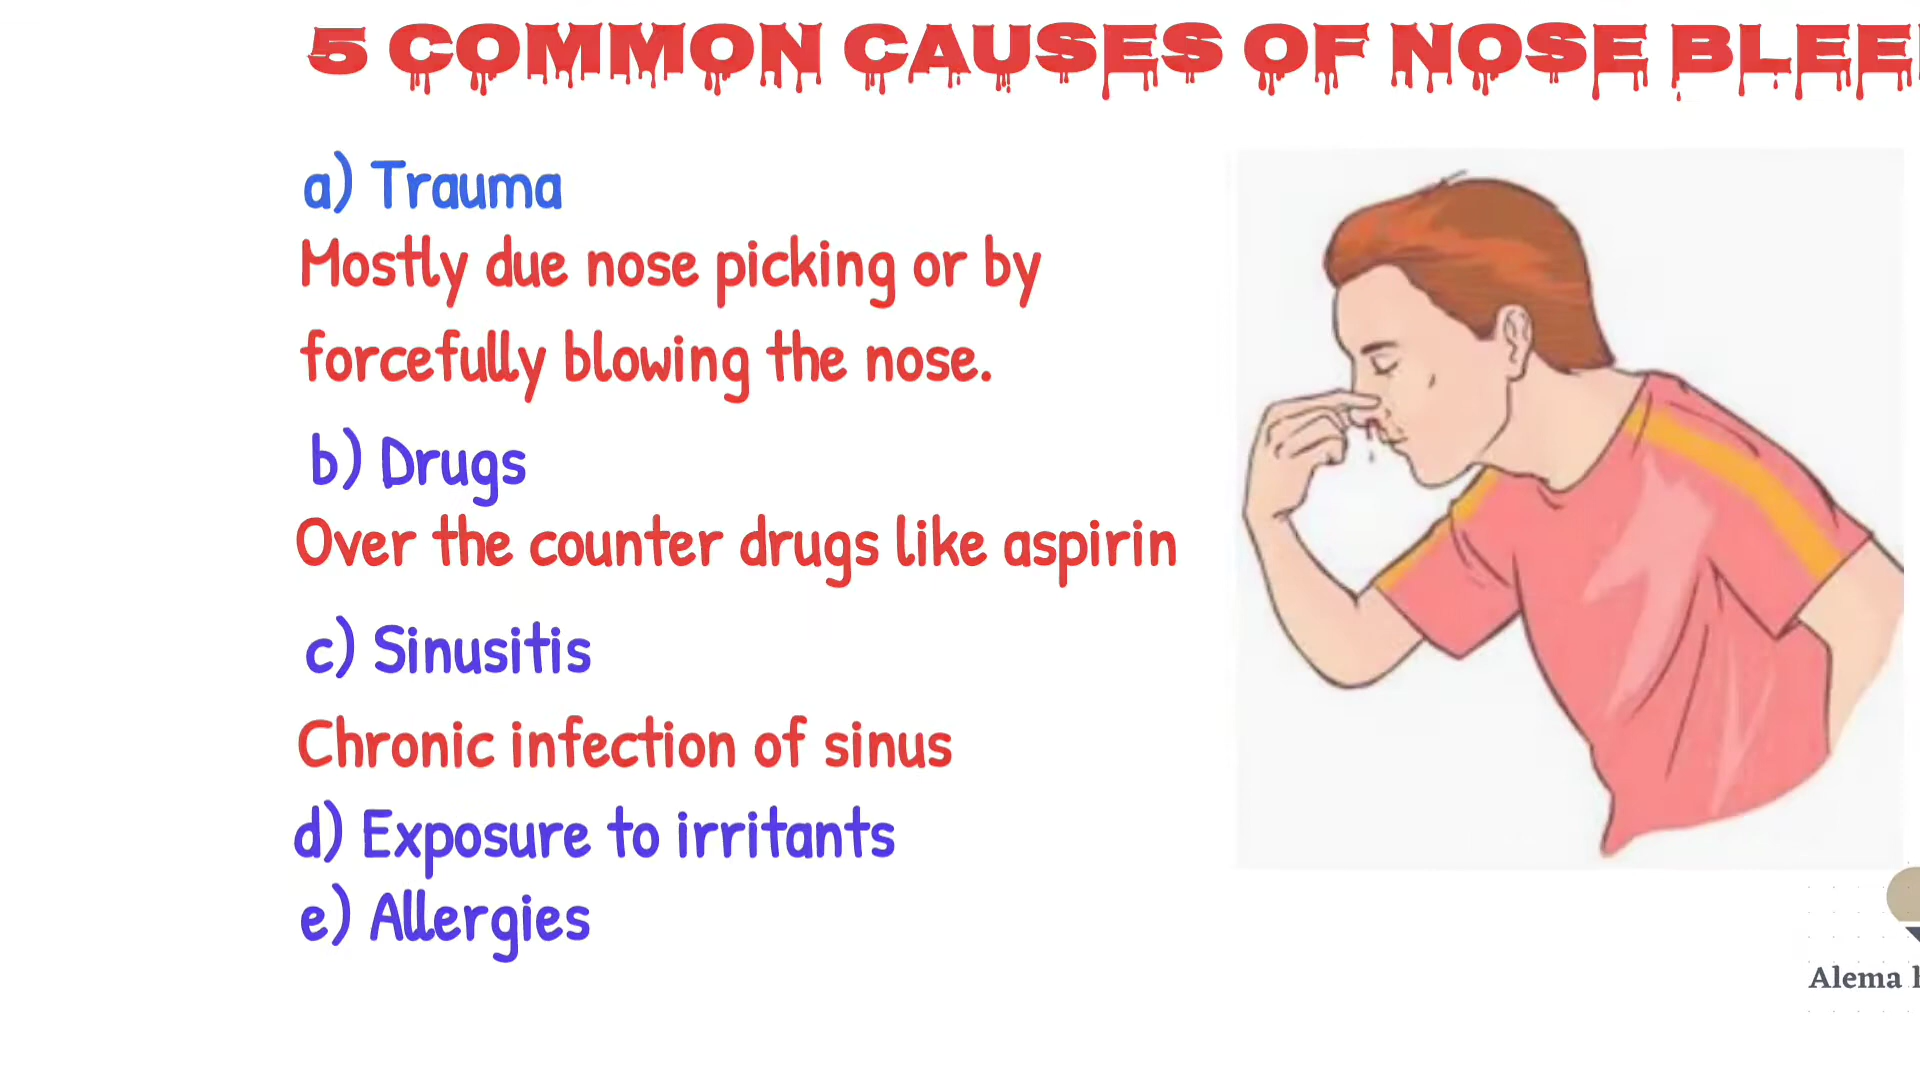 5 COMMON CAUSES OF NOSE BLEE
a) Trauma
Mostly due nose picking or by
forcefully blowing the nose.
b) Drugs
Over the counter drugs like aspirin
c) Sinusitis
Chronic infection of sinus
d) Exposure to irritants
e) Allergies
Alema